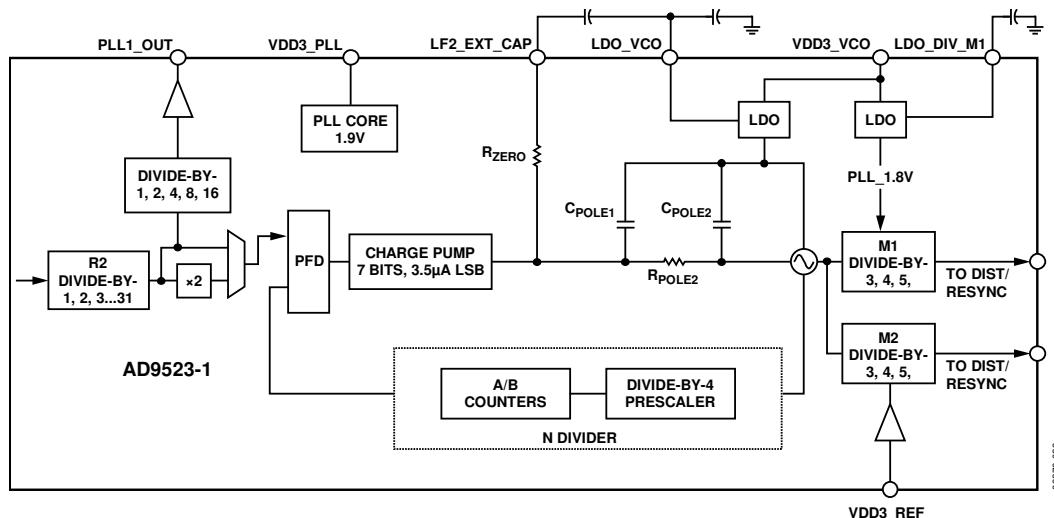 PLL1_OUT
VDD3_PLL
LF2_EXT_CAP
LDO_VCO
VDD3_VCO
LDO_DIV_M1
PLL CORE
1.9V
LDO
LDO
RZERO
DIVIDE-BY-
1, 2, 4, 8, 16
PLL_1.8V
CPOLE1
CPOLE2
R2
DIVIDE-BY-
1, 2, 3...31
×2
PFD
CHARGE PUMP
7 BITS, 3.5µA LSB
RPOLE2
M1
DIVIDE-BY-
3, 4, 5,
TO DIST/
RESYNC
AD9523-1
A/B
COUNTERS
DIVIDE-BY-4
PRESCALER
N DIVIDER
M2
DIVIDE-BY-
3, 4, 5,
TO DIST/
RESYNC
VDD3_REF